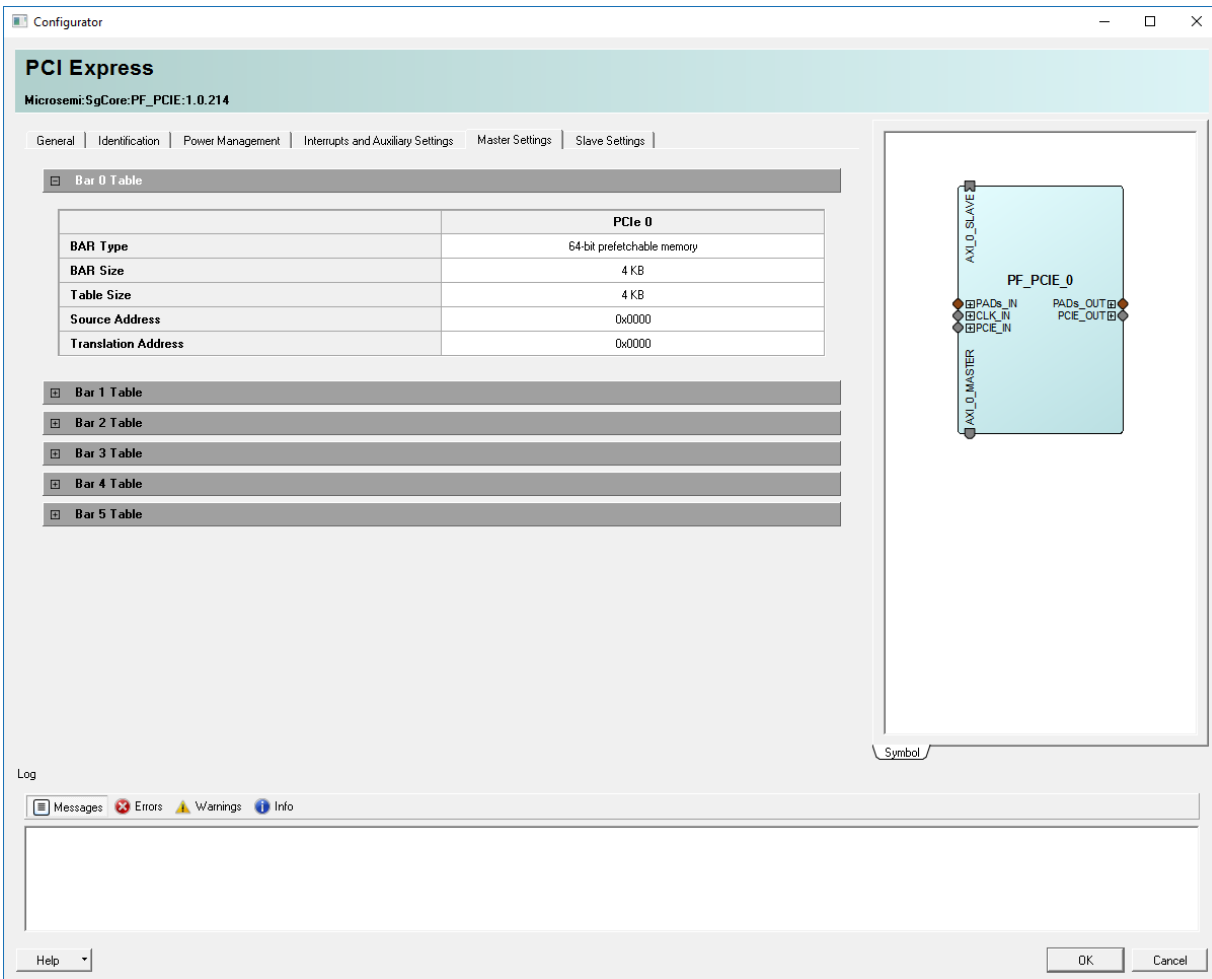 Configurator
PCI Express
Microsemi:SgCore:PF_PCIE:1.0.214
General Identification Power Management Interrupts and Auxiliary Settings Master Settings Slave Settings
Bar 0 Table
PCIe 0
BAR Type 64-bit prefetchable memory
BAR Size 4 KB
Table Size 4 KB
Source Address 0x0000
Translation Address 0x0000
Bar 1 Table
Bar 2 Table
Bar 3 Table
Bar 4 Table
Bar 5 Table
AXI_0_SLAVE
PF_PCIE_0
PADs_IN PADs_OUT
CLK_IN PCIE_OUT
PCIE_IN
AXI_0_MASTER
Symbol
Log
Messages Errors Warnings Info
Help OK Cancel